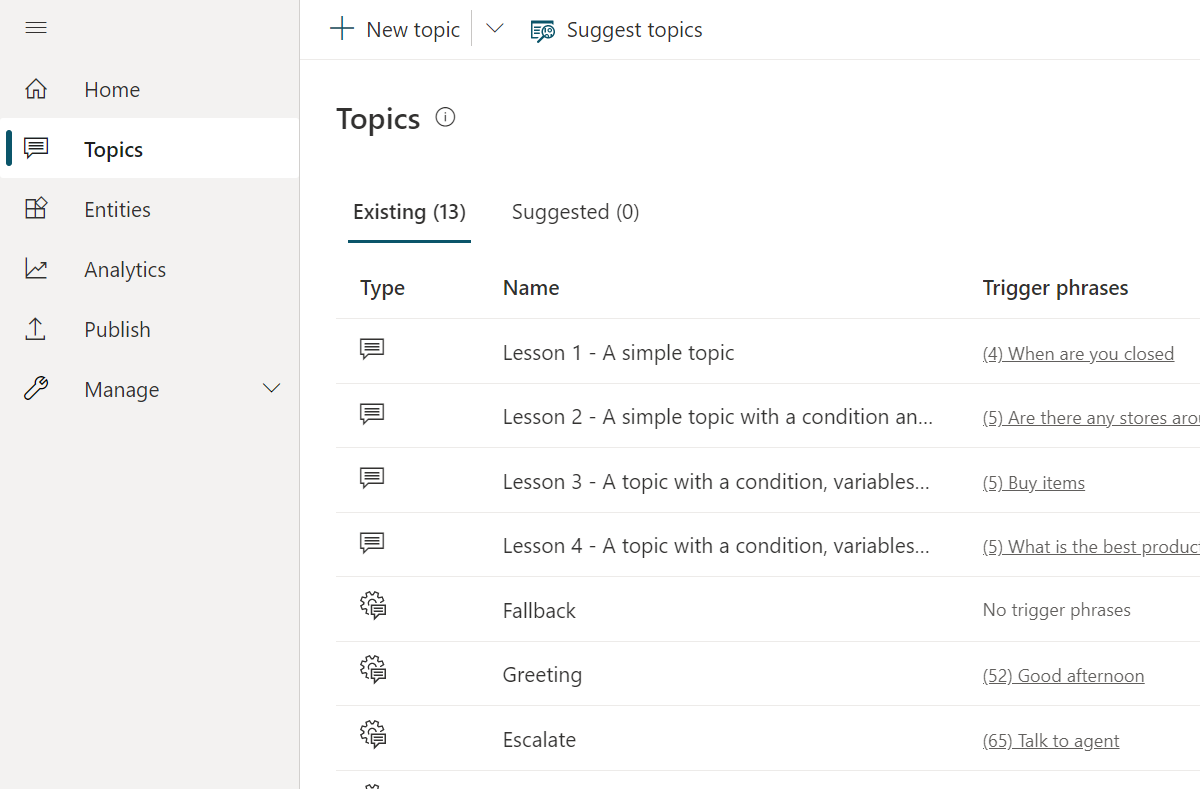 New topic
Suggest topics
Home
Topics
Entities
Analytics
Publish
Manage
Topics
Existing (13)
Suggested (0)
Type Name Trigger phrases
Lesson 1 - A simple topic (4) When are you closed
Lesson 2 - A simple topic with a condition an... (5) Are there any stores
Lesson 3 - A topic with a condition, variables... (5) Buy items
Lesson 4 - A topic with a condition, variables... (5) What is the best
Fallback No trigger phrases
Greeting (52) Good afternoon
Escalate (65) Talk to agent